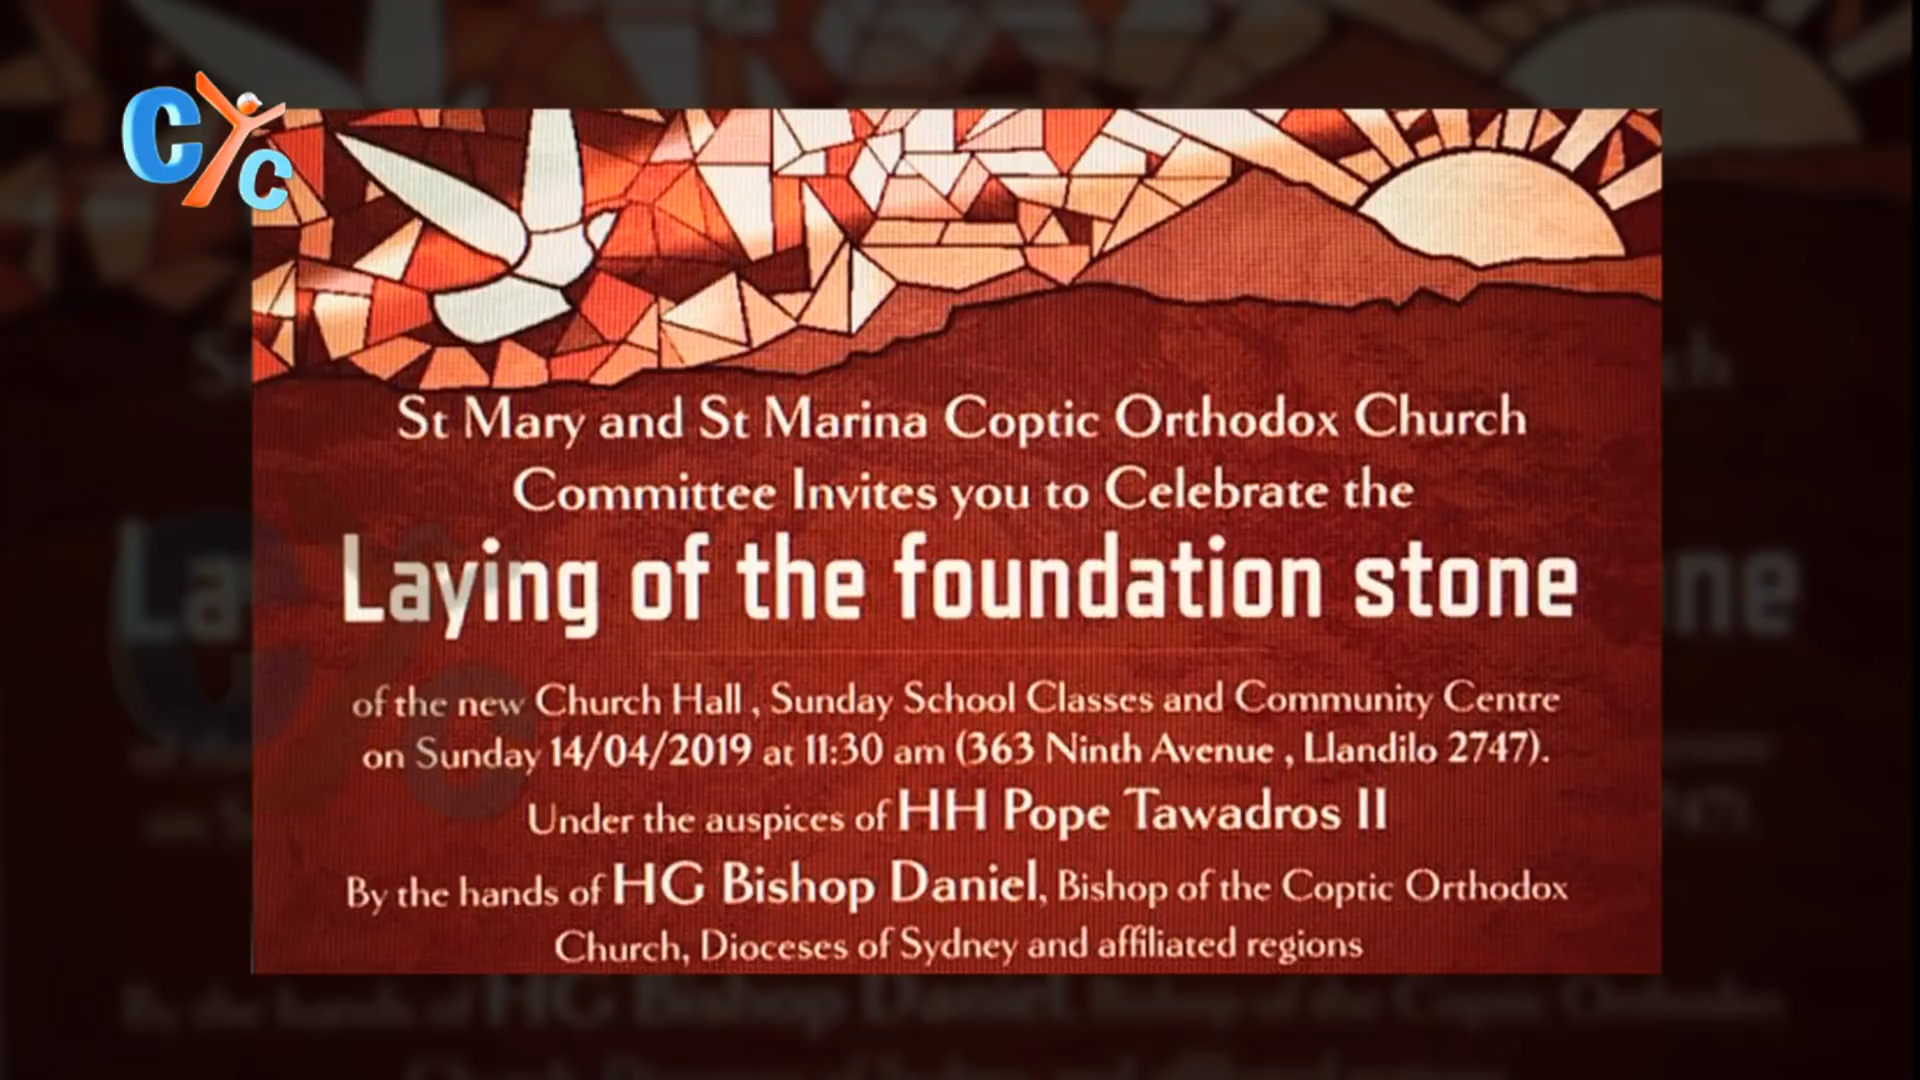 CYC
St Mary and St Marina Coptic Orthodox Church
Committee Invites you to Celebrate the
Laying of the foundation stone
of the new Church Hall , Sunday School Classes and Community Centre
on Sunday 14/04/2019 at 11:30 am (363 Ninth Avenue , Llandilo 2747).
Under the auspices of HH Pope Tawadros II
By the hands of HG Bishop Daniel, Bishop of the Coptic Orthodox
Church, Dioceses of Sydney and affiliated regions